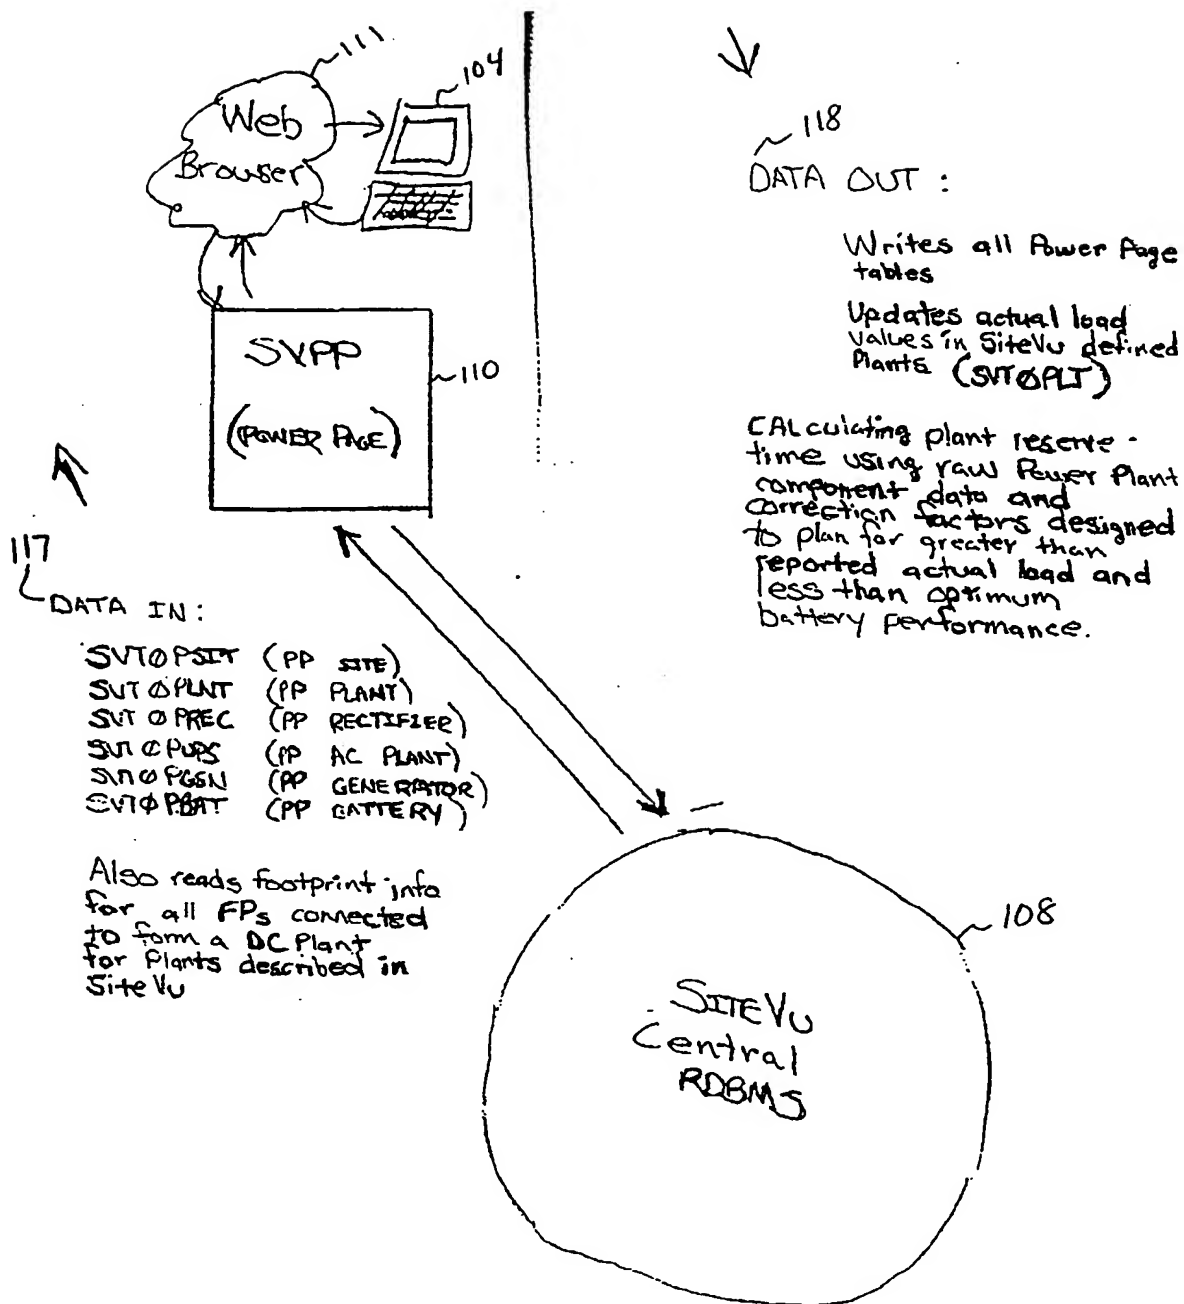 111
104
Web
Browser
SVPP
(POWER PAGE)
110
117
DATA IN:
SVTØPSIT (PP SITE)
SVTØPLNT (PP PLANT)
SVTØPREC (PP RECTIFIER)
SVTØPUPS (PP AC PLANT)
SVTØPGEN (PP GENERATOR)
SVTØPBAT (PP BATTERY)
Also reads footprint info
for all FPs connected
to form a DC Plant
for Plants described in
SiteVu
118
DATA OUT:
Writes all Power Page
tables
Updates actual load
values in SiteVu defined
Plants (SVTØPLT)
CALculating plant reserve-
time using raw Power Plant
component data and
correction factors designed
to plan for greater than
reported actual load and
less than optimum
battery performance.
108
SITEVU
Central
RDBMS